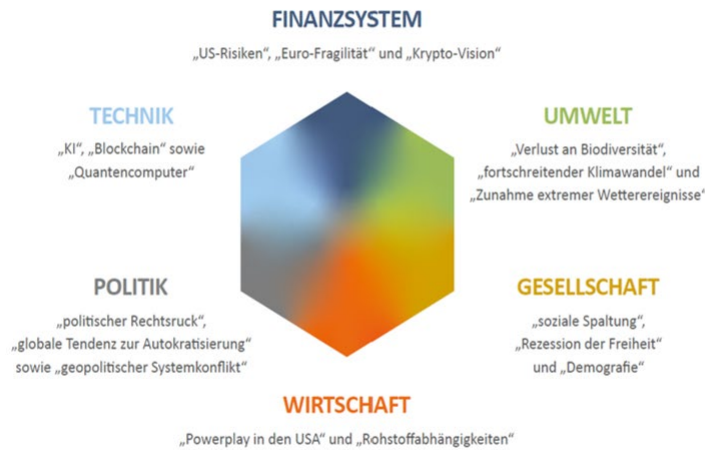 FINANZSYSTEM
„US-Risiken“, „Euro-Fragilität“ und „Krypto-Vision“
TECHNIK
„KI“, „Blockchain“ sowie
„Quantencomputer“
UMWELT
„Verlust an Biodiversität“,
„fortschreitender Klimawandel“ und
„Zunahme extremer Wetterereignisse“
POLITIK
„politischer Rechtsruck“,
„globale Tendenz zur Autokratisierung“
sowie „geopolitischer Systemkonflikt“
GESELLSCHAFT
„soziale Spaltung“,
„Rezession der Freiheit“
und „Demografie“
WIRTSCHAFT
„Powerplay in den USA“ und „Rohstoffabhängigkeiten“